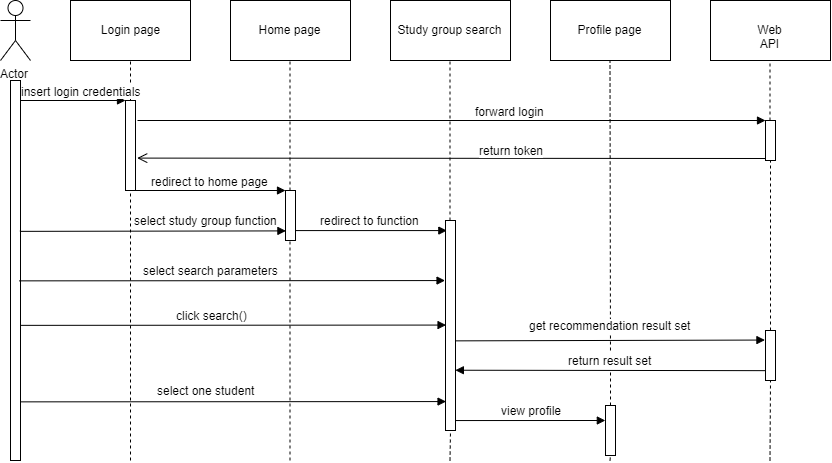 Login page
Home page
Study group search
Profile page
Web
API
Actor
insert login credentials
forward login
return token
redirect to home page
select study group function
redirect to function
select search parameters
click search()
get recommendation result set
return result set
select one student
view profile